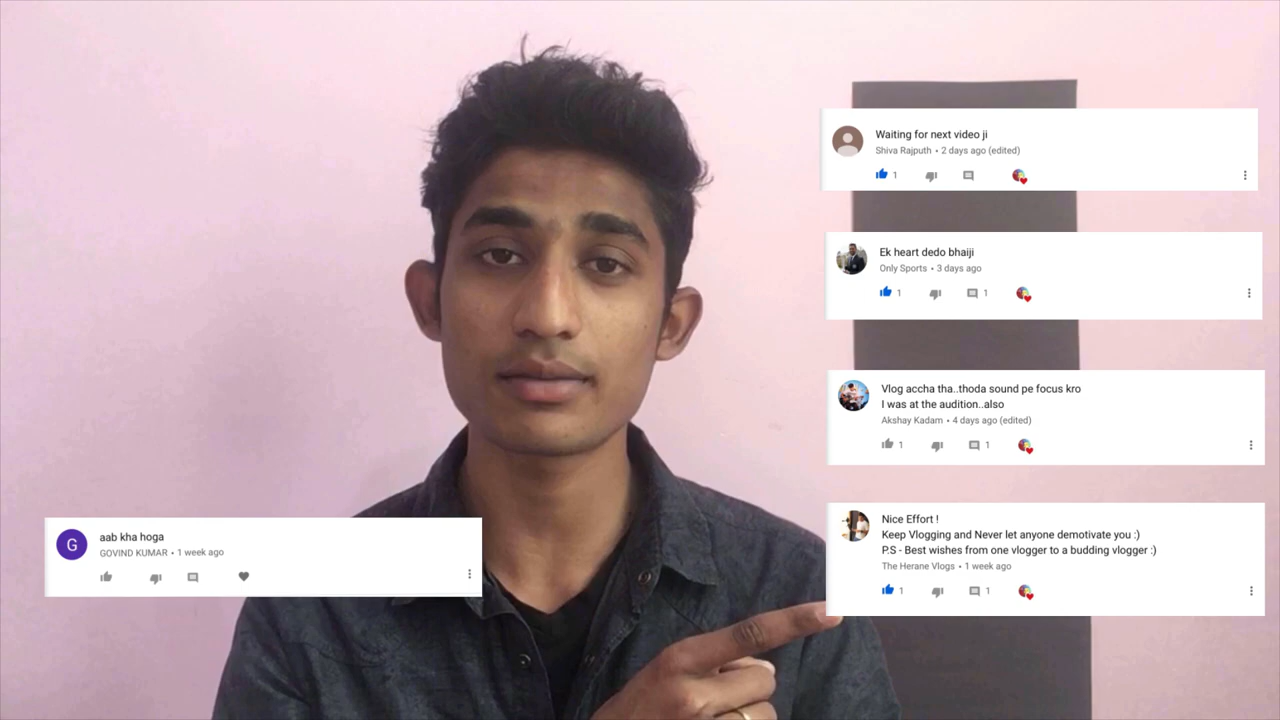 Waiting for next video ji
Shiva Rajputh • 2 days ago (edited)
1
Ek heart dedo bhaiji
Only Sports • 3 days ago
1 1
Vlog accha tha..thoda sound pe focus kro
I was at the audition..also
Akshay Kadam • 4 days ago (edited)
1 1
Nice Effort !
Keep Vlogging and Never let anyone demotivate you :)
P.S - Best wishes from one vlogger to a budding vlogger :)
The Herane Vlogs • 1 week ago
1 1
G
aab kha hoga
GOVIND KUMAR • 1 week ago